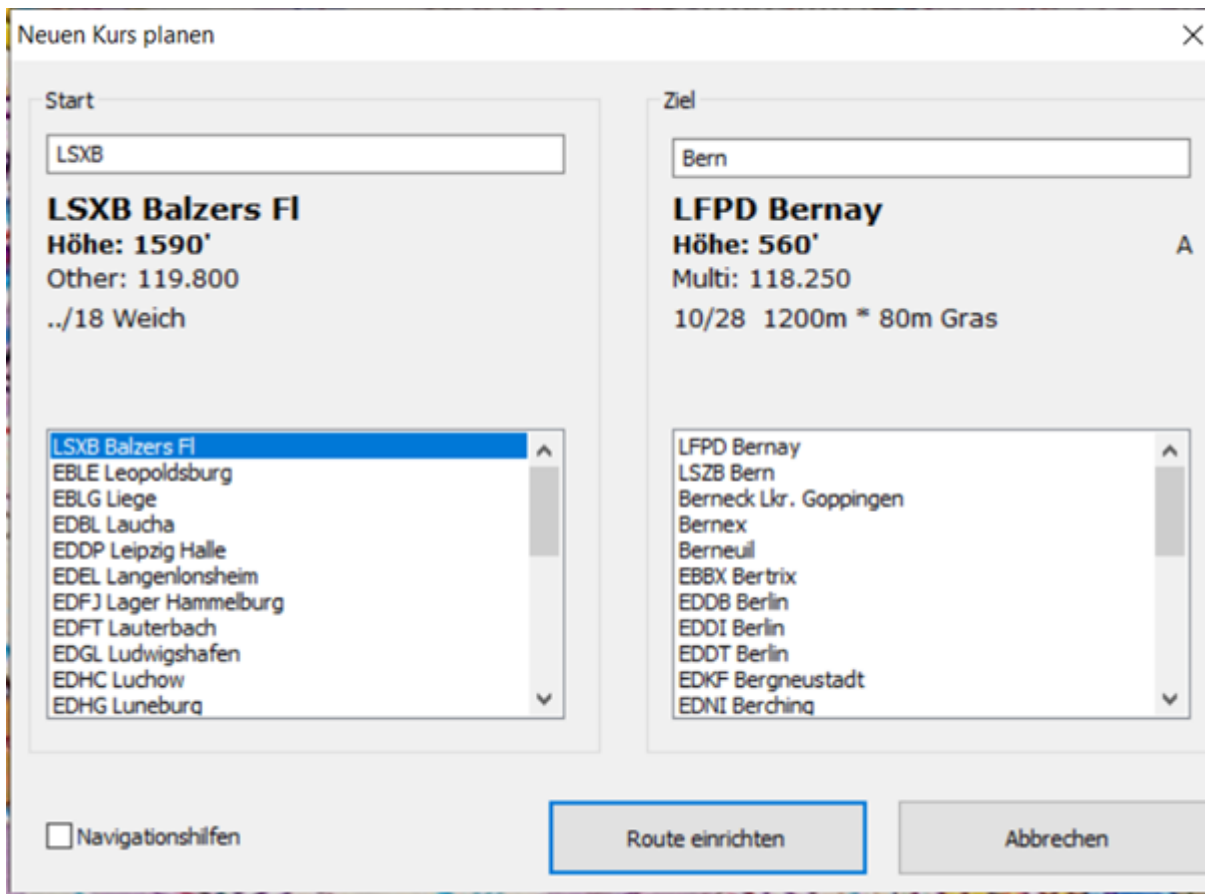 Neuen Kurs planen
Start
LSXB
LSXB Balzers Fl
Höhe: 1590'
Other: 119.800
../18 Weich
LSXB Balzers Fl
EBLE Leopoldsburg
EBLG Liege
EDBL Laucha
EDDP Leipzig Halle
EDEL Langenlonsheim
EDFJ Lager Hammelburg
EDFT Lauterbach
EDGL Ludwigshafen
EDHC Luchow
EDHG Luneburg
Ziel
Bern
LFPD Bernay
Höhe: 560' A
Multi: 118.250
10/28 1200m * 80m Gras
LFPD Bernay
LSZB Bern
Berneck Lkr. Goppingen
Bernex
Berneuil
EBBX Bertrix
EDDB Berlin
EDDI Berlin
EDDT Berlin
EDKF Bergneustadt
EDNI Berching
Navigationshilfen
Route einrichten
Abbrechen